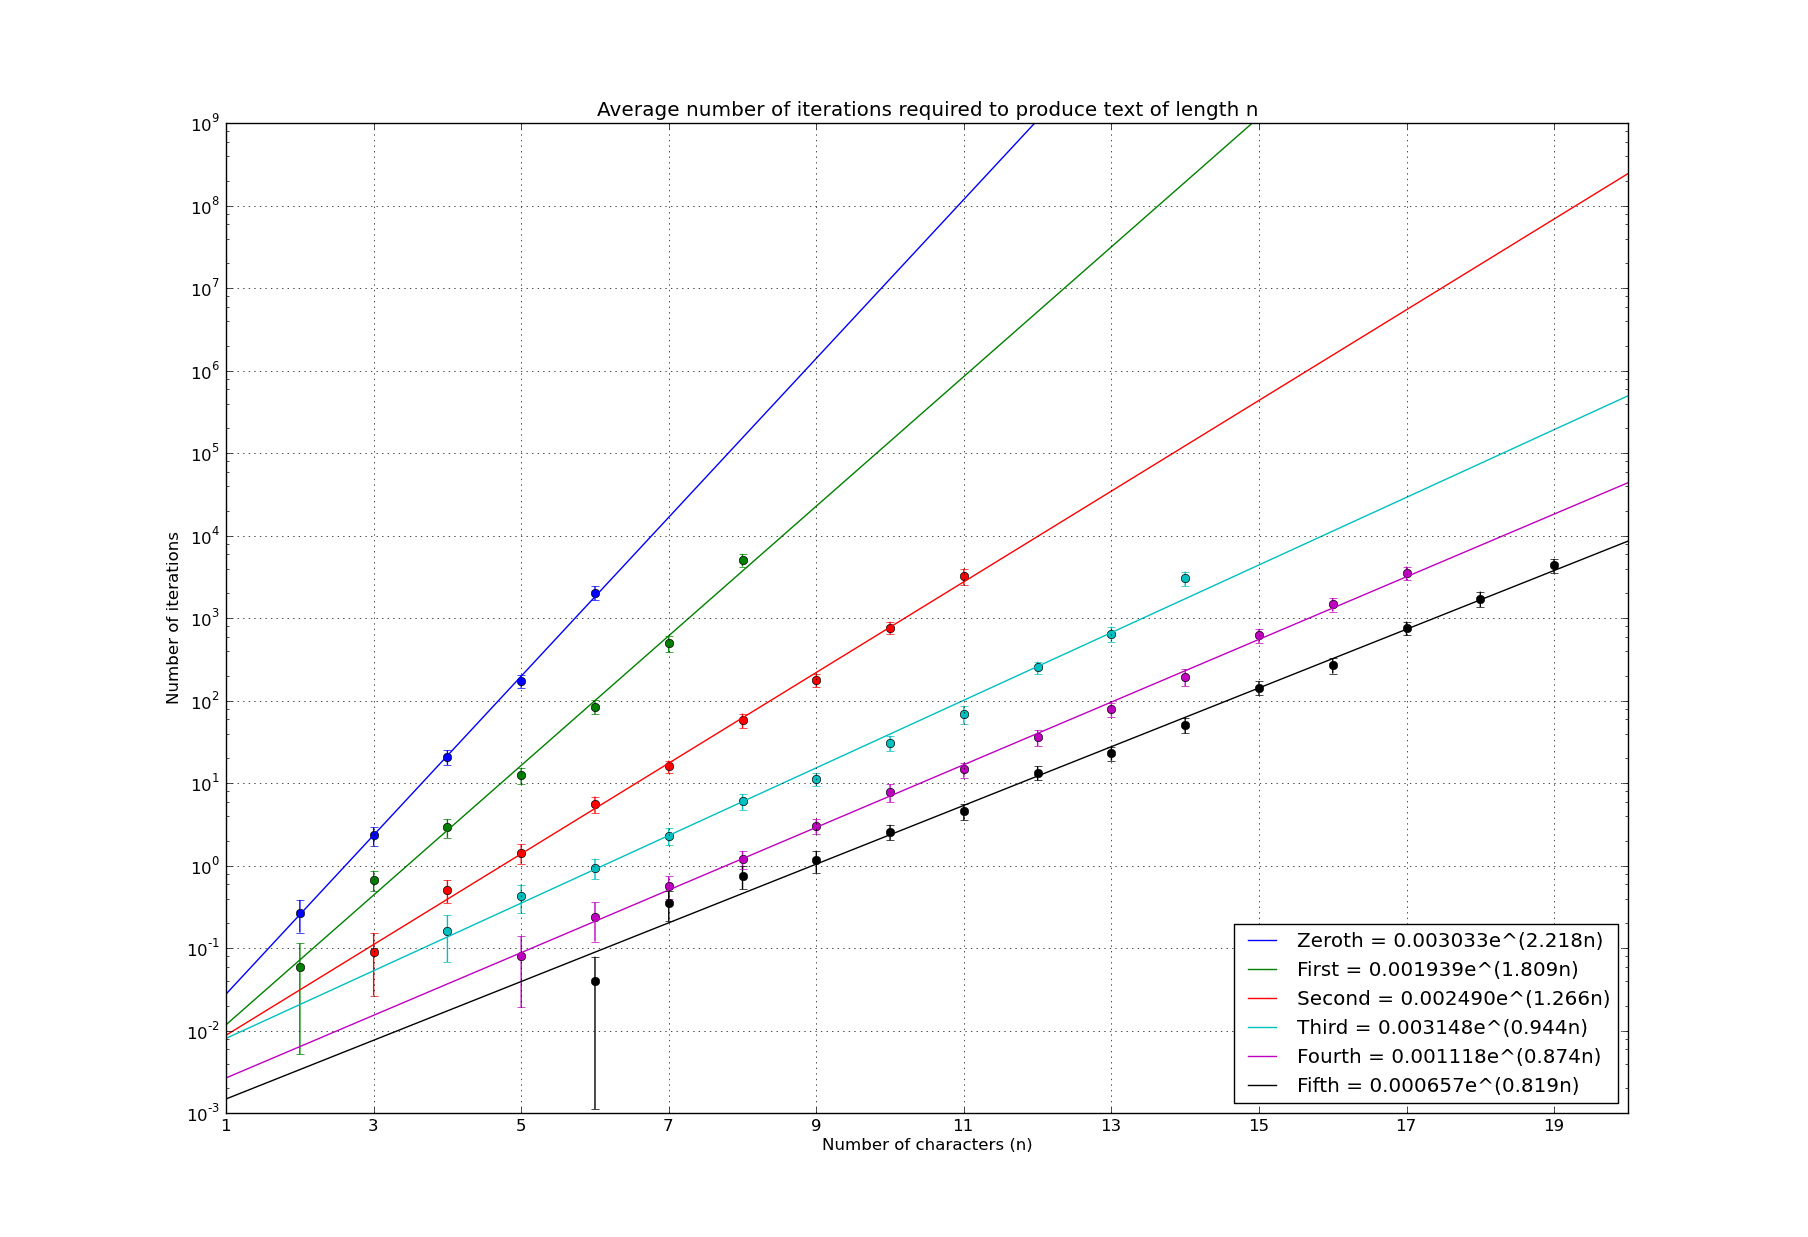 Average number of iterations required to produce text of length n
10^9
10^8
10^7
10^6
10^5
10^4
10^3
10^2
10^1
10^0
10^-1
10^-2
10^-3
Number of iterations
Zeroth = 0.003033e^(2.218n)
First = 0.001939e^(1.809n)
Second = 0.002490e^(1.266n)
Third = 0.003148e^(0.944n)
Fourth = 0.001118e^(0.874n)
Fifth = 0.000657e^(0.819n)
1 3 5 7 9 11 13 15 17 19
Number of characters (n)